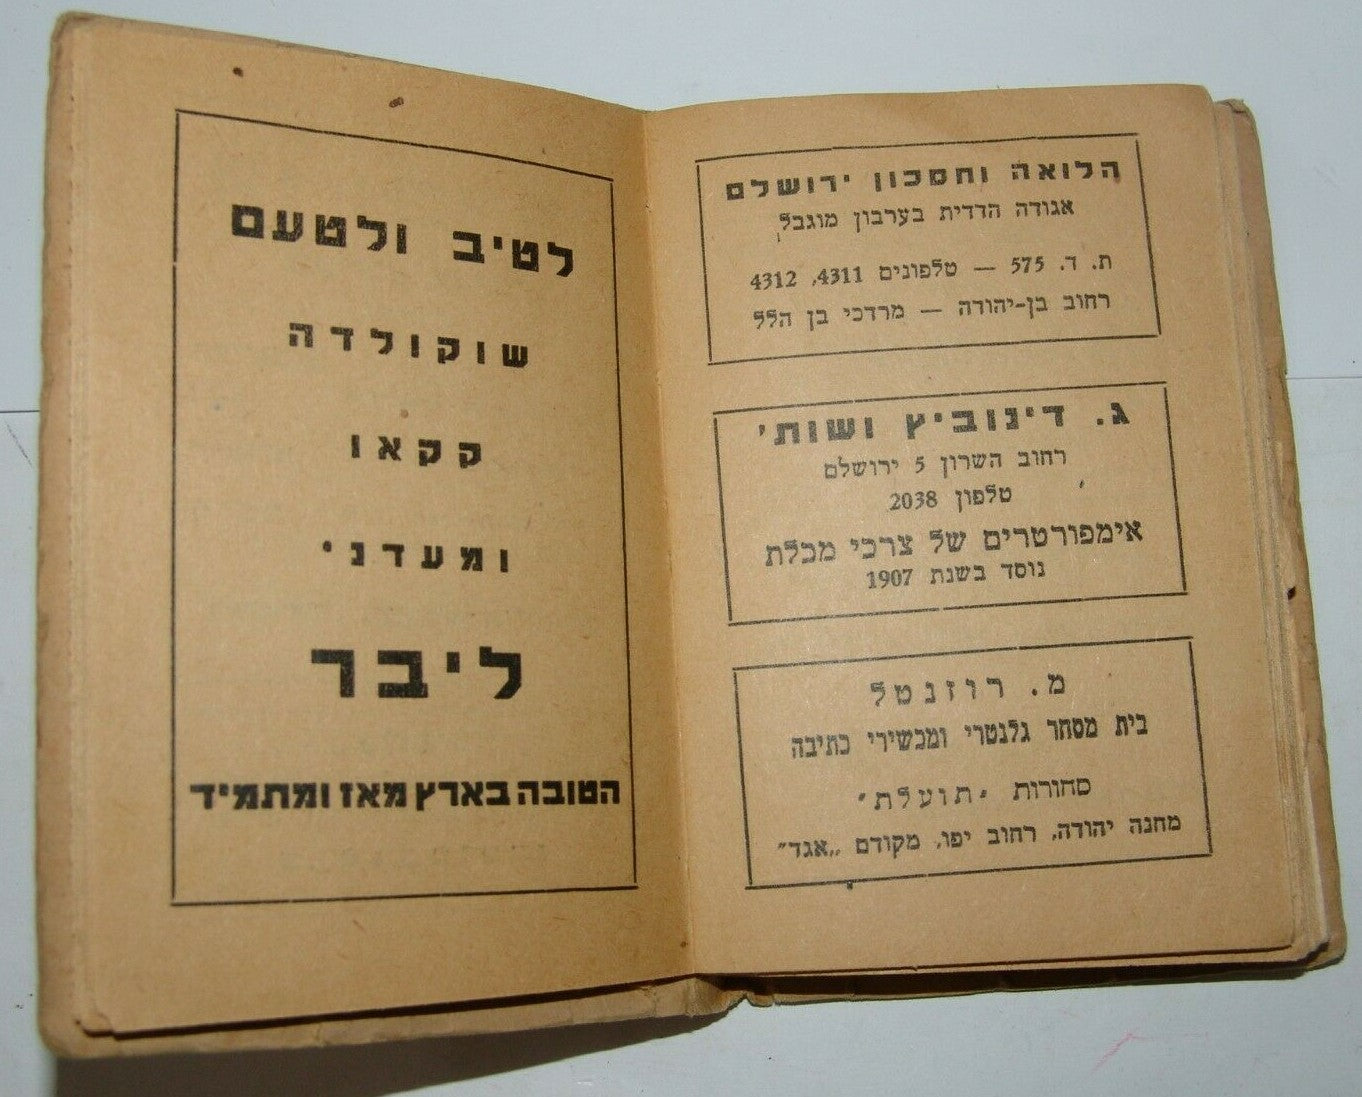 הלואה וחסכון ירושלם
אגודה הדדית בערבון מוגבל
ת. ד. 575 — טלפונים 4311, 4312
רחוב בן-יהודה — מרדכי בן הלל
ג. דינוביץ ושות'
רחוב השרון 5 ירושלם
טלפון 2038
אימפורטרים של צרכי מכלת
נוסד בשנת 1907
מ. רוזנטל
בית מסחר גלנטרי ומכשירי כתיבה
סחורות "תועלת"
מחנה יהודה, רחוב יפו, מקודם „אגד"
לטיב ולטעם
שוקולדה
קקאו
ומעדני
ליבר
הטובה בארץ מאז ומתמיד